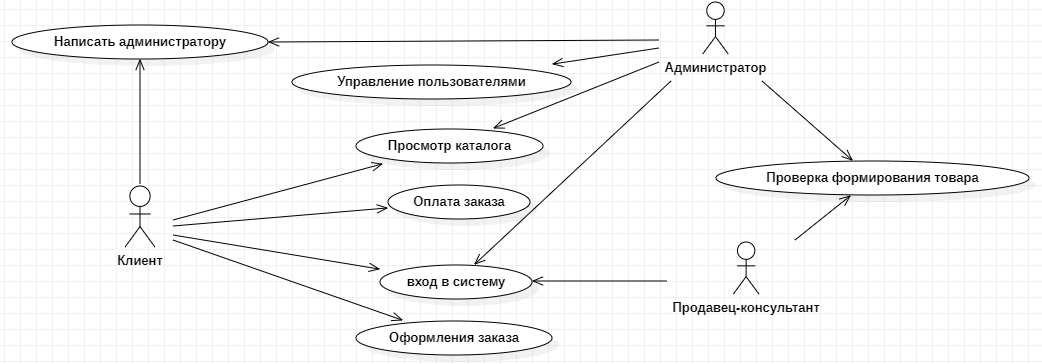 Написать администратору
Администратор
Управление пользователями
Просмотр каталога
Проверка формирования товара
Оплата заказа
Клиент
вход в систему
Продавец-консультант
Оформления заказа